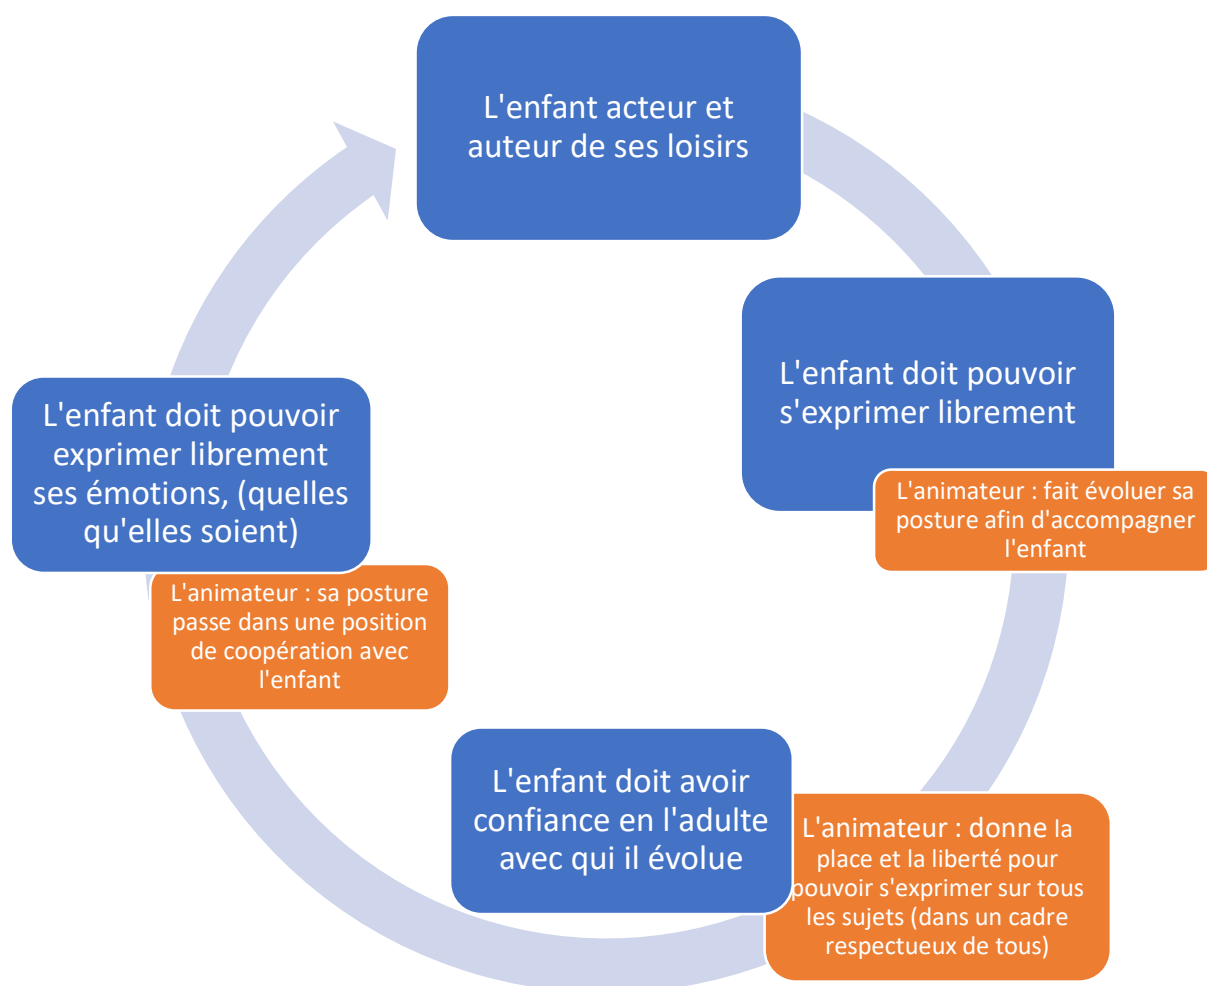 L'enfant acteur et
auteur de ses loisirs
L'enfant doit pouvoir
s'exprimer librement
L'animateur : fait évoluer sa
posture afin d'accompagner
l'enfant
L'enfant doit avoir
confiance en l'adulte
avec qui il évolue
L'animateur : donne la
place et la liberté pour
pouvoir s'exprimer sur tous
les sujets (dans un cadre
respectueux de tous)
L'enfant doit pouvoir
exprimer librement
ses émotions, (quelles
qu'elles soient)
L'animateur : sa posture
passe dans une position
de coopération avec
l'enfant